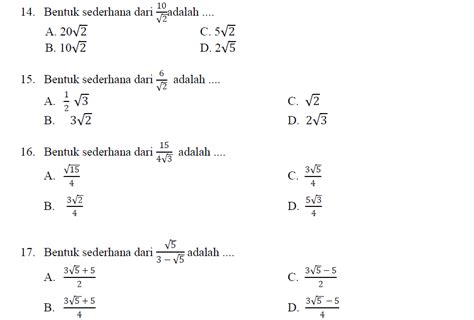 14. Bentuk sederhana dari 10/√2 adalah ....
A. 20√2 C. 5√2
B. 10√2 D. 2√5
15. Bentuk sederhana dari 6/√2 adalah ....
A. 1/2 √3 C. √2
B. 3√2 D. 2√3
16. Bentuk sederhana dari 15/4√3 adalah ....
A. √15/4 C. 3√5/4
B. 3√2/4 D. 5√3/4
17. Bentuk sederhana dari √5/3 − √5 adalah ....
A. 3√5 + 5/2 C. 3√5 − 5/2
B. 3√5 + 5/4 D. 3√5 − 5/4